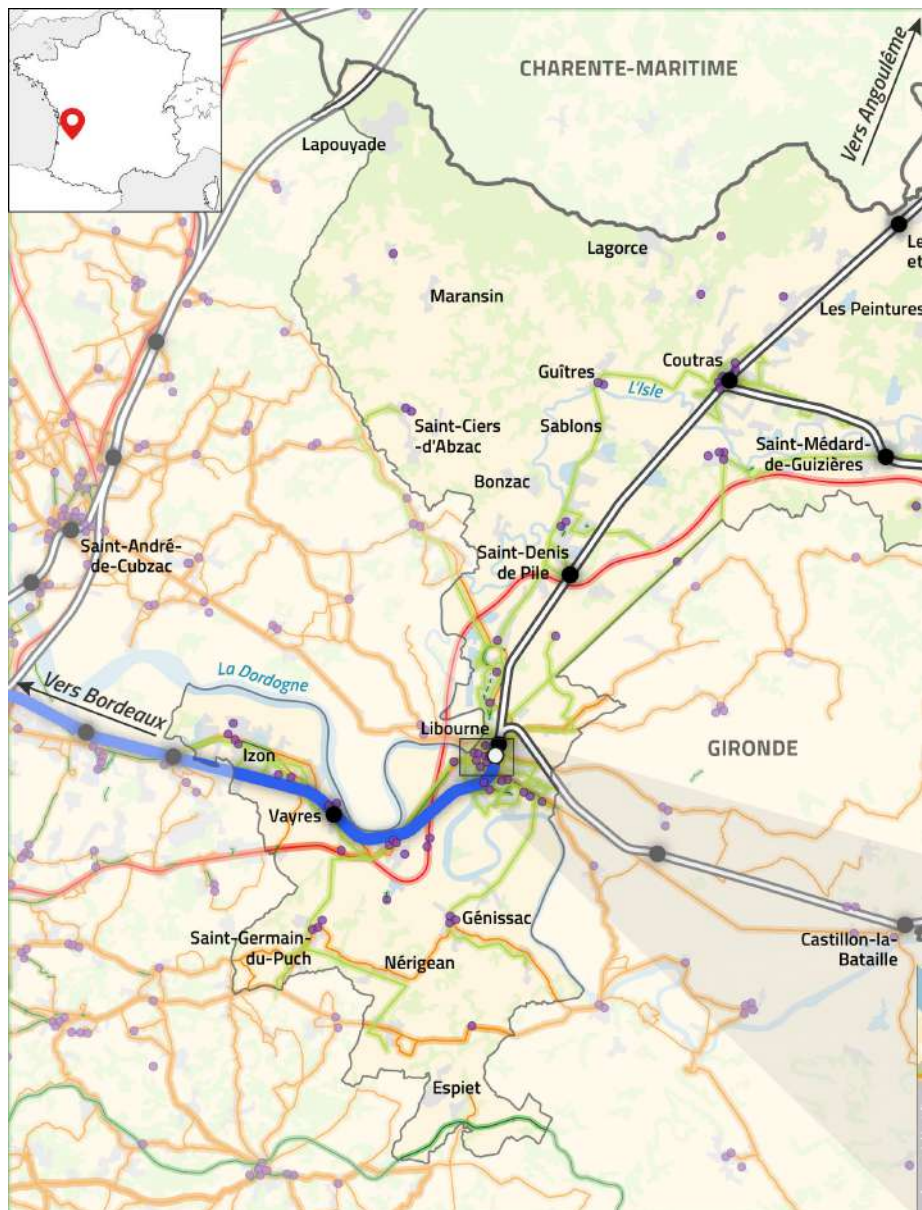 CHARENTE-MARITIME
Vers Angoulême
Lapouyade
Lagorce
Le
et
Maransin
Les Peintures
Coutras
Guîtres
L'Isle
Sablons
Saint-Ciers
-d'Abzac
Saint-Médard-
de-Guizières
Bonzac
Saint-André-
de-Cubzac
Saint-Denis
de Pile
La Dordogne
Vers Bordeaux
Libourne
GIRONDE
Izon
Vayres
Génissac
Saint-Germain-
du-Puch
Castillon-la-
Bataille
Nérigean
Espiet